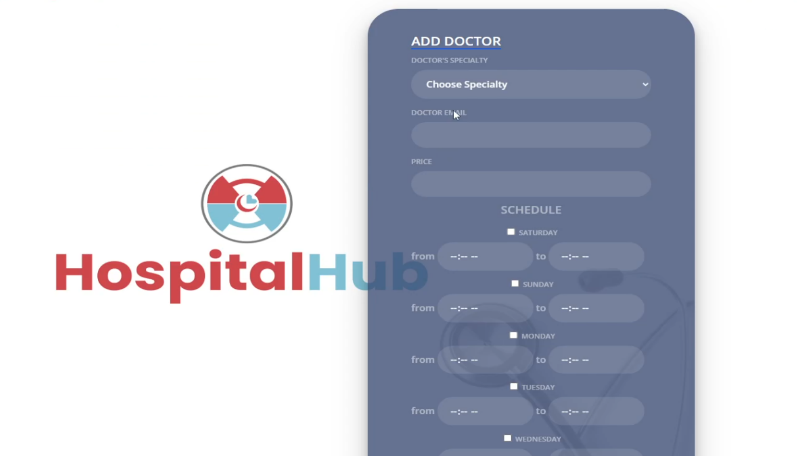 ADD DOCTOR
DOCTOR'S SPECIALTY
Choose Specialty
DOCTOR EMAIL
PRICE
SCHEDULE
SATURDAY
from --:-- -- to --:-- --
SUNDAY
from --:-- -- to --:-- --
MONDAY
from --:-- -- to --:-- --
TUESDAY
from --:-- -- to --:-- --
WEDNESDAY
HospitalHub